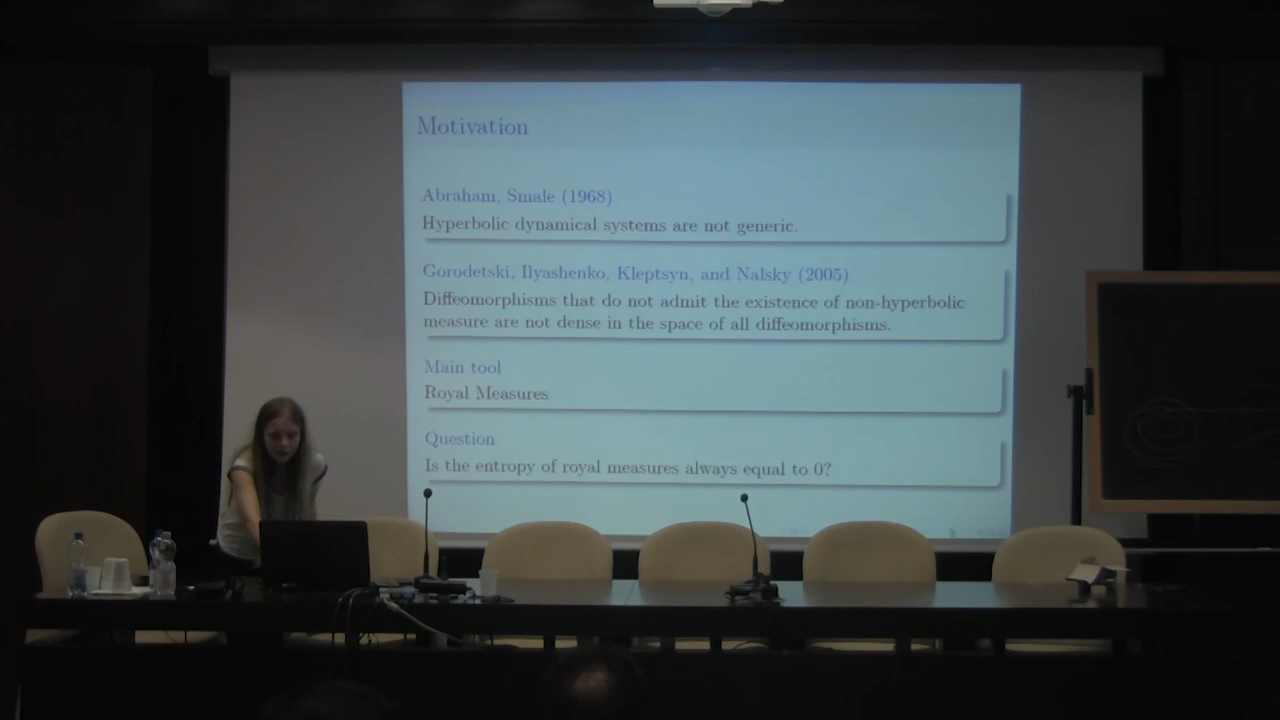 Motivation
Abraham, Smale (1968)
Hyperbolic dynamical systems are not generic.
Gorodetski, Ilyashenko, Kleptsyn, and Nalsky (2005)
Diffeomorphisms that do not admit the existence of non-hyperbolic
measure are not dense in the space of all diffeomorphisms.
Main tool
Royal Measures
Question
Is the entropy of royal measures always equal to 0?